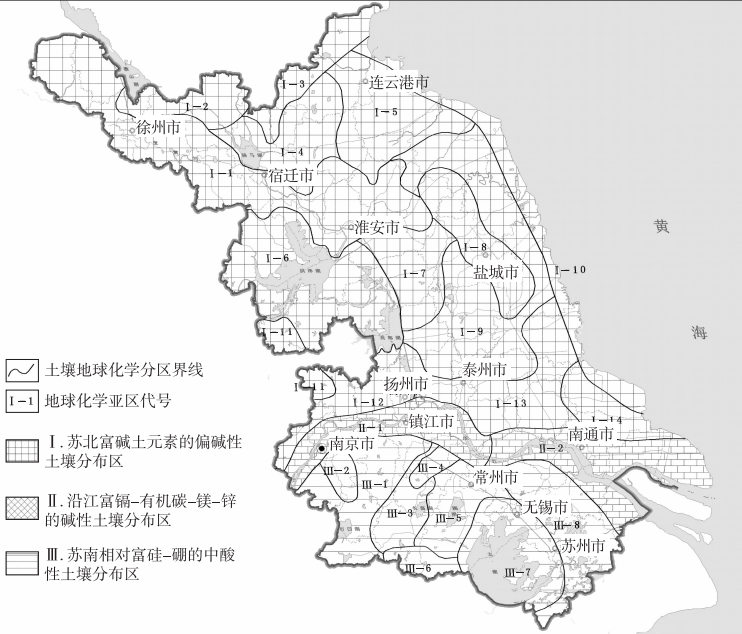 I-3
连云港市
I-2
I-5
徐州市
I-4
I-1
宿迁市
淮安市
黄
海
I-8
I-6
盐城市
I-7
I-10
I-9
I-11
土壤地球化学分区界线
泰州市
扬州市
I-1
地球化学亚区代号
11
I-12
I-13
I-14
镇江市
II-1
南通市
I.苏北富碱土元素的偏碱性
土壤分布区
南京市
II-2
III-2
III-4
III-1
常州市
II.沿江富镉-有机碳-镁-锌
的碱性土壤分布区
III-3
III-5
无锡市
III-8
苏州市
III.苏南相对富硅-硼的中酸
性土壤分布区
III-6
III-7